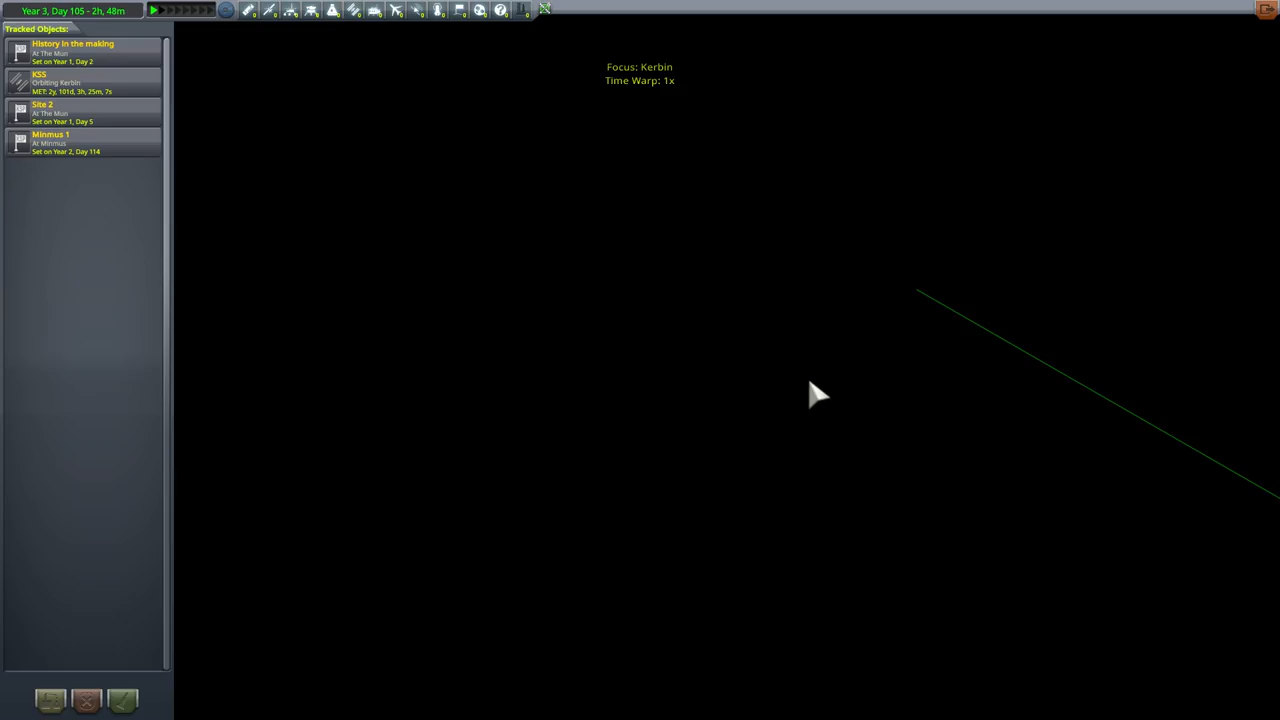 Year 3, Day 105 - 2h, 48m
Tracked Objects:
History in the making
At The Mun
Set on Year 1, Day 2
KSS
Orbiting Kerbin
MET: 2y, 101d, 3h, 25m, 7s
Site 2
At The Mun
Set on Year 1, Day 5
Minmus 1
At Minmus
Set on Year 2, Day 114
Focus: Kerbin
Time Warp: 1x